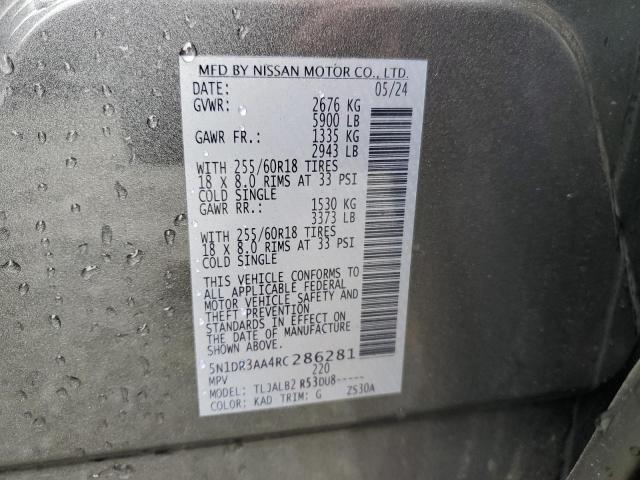 MFD BY NISSAN MOTOR CO., LTD.
DATE: 05/24
GVWR: 2676 KG
5900 LB
GAWR FR.: 1335 KG
2943 LB
WITH 255/60R18 TIRES
18 X 8.0 RIMS AT 33 PSI
COLD SINGLE
GAWR RR.: 1530 KG
3373 LB
WITH 255/60R18 TIRES
18 X 8.0 RIMS AT 33 PSI
COLD SINGLE
THIS VEHICLE CONFORMS TO
ALL APPLICABLE FEDERAL
MOTOR VEHICLE SAFETY AND
THEFT PREVENTION
STANDARDS IN EFFECT ON
THE DATE OF MANUFACTURE
SHOWN ABOVE.
5N1DR3AA4RC286281
MPV 220
MODEL: TLJALB2 R53DU8-----
COLOR: KAD TRIM: G ZS30A